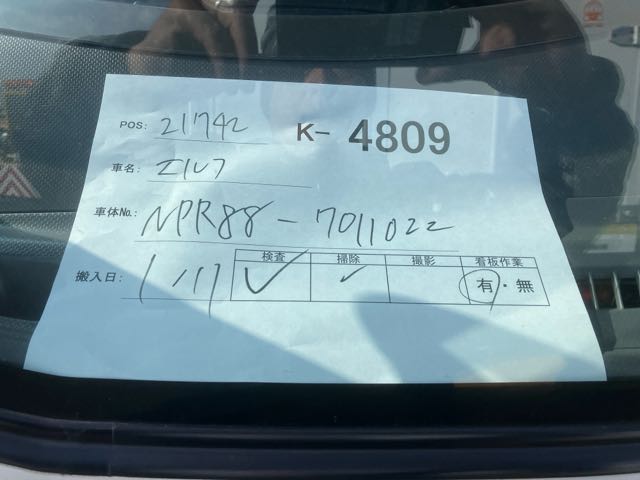 POS: 21742 K-4809
車名: エルフ
車体No.: NPR88-7011022
搬入日: 1/17
検査 掃除 撮影 看板作業
✓ ✓ 有・無